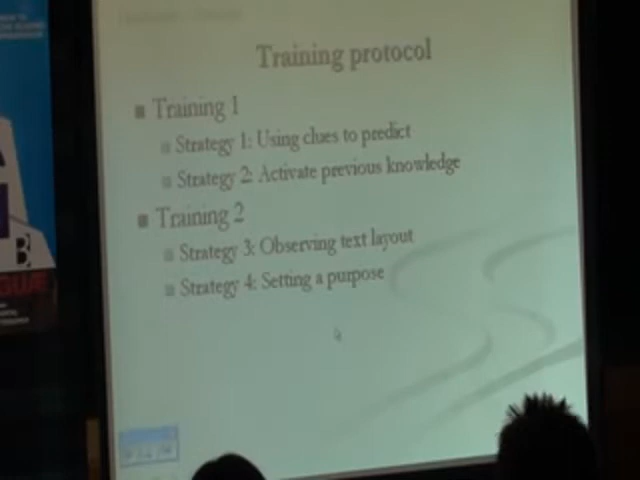 Training protocol
Training 1
Strategy 1: Using clues to predict
Strategy 2: Activate previous knowledge
Training 2
Strategy 3: Observing text layout
Strategy 4: Setting a purpose